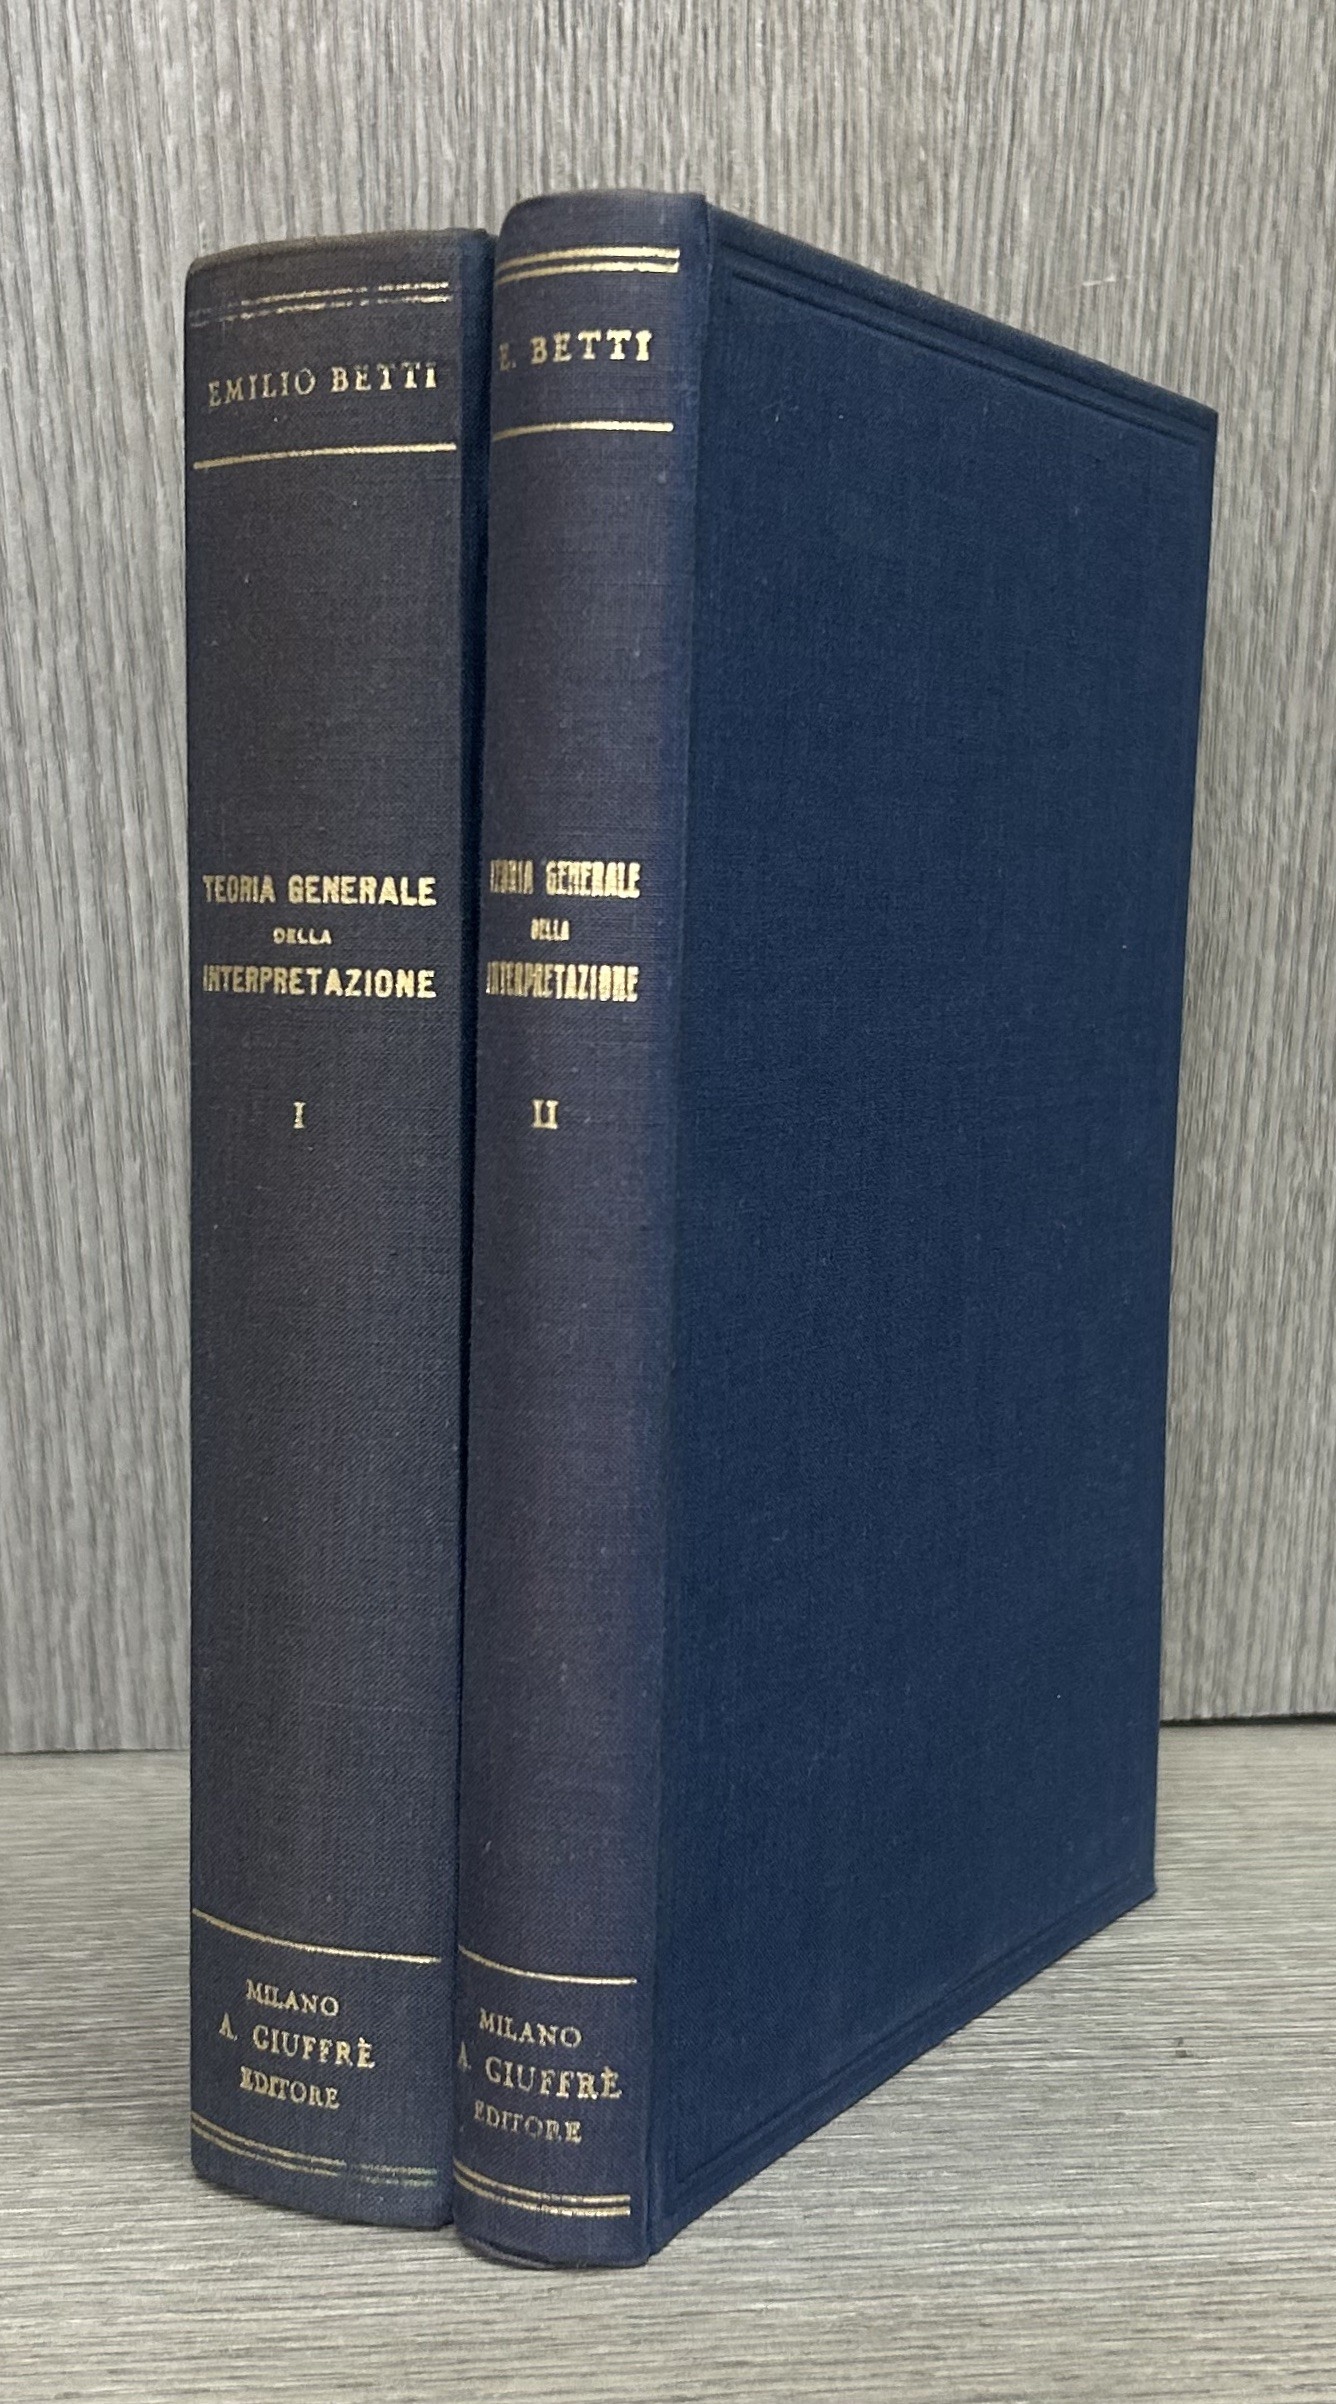 EMILIO BETTI
TEORIA GENERALE
DELLA
INTERPRETAZIONE
I
MILANO
A. GIUFFRÈ
EDITORE
E. BETTI
TEORIA GENERALE
DELLA
INTERPRETAZIONE
II
MILANO
A. GIUFFRÈ
EDITORE